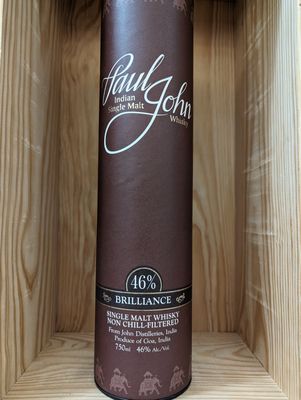 Paul John
Indian
Single Malt
Whisky
46%
BRILLIANCE
SINGLE MALT WHISKY
NON CHILL-FILTERED
From John Distilleries, India
Produce of Goa, India
750ml 46% Alc/Vol